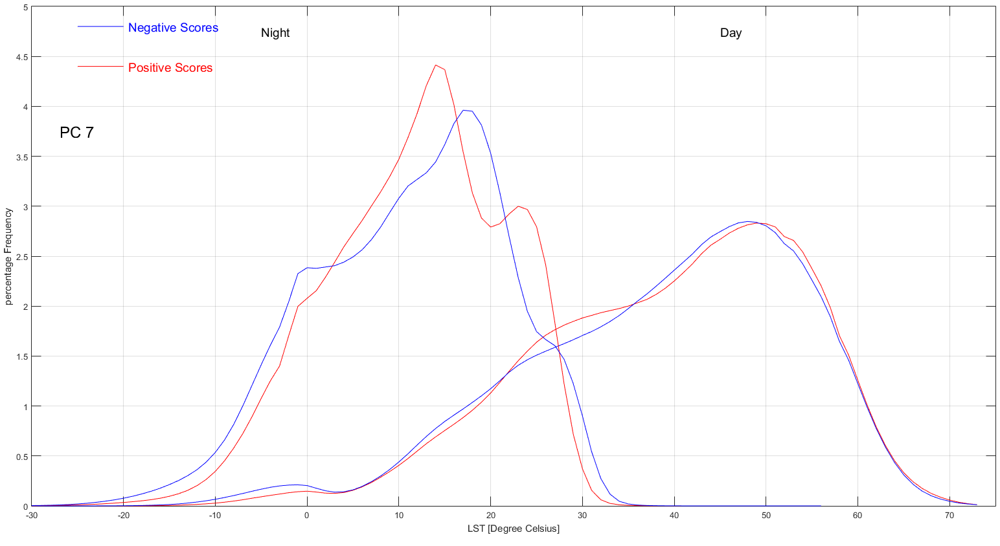 Negative Scores
Night
Day
Positive Scores
PC 7
percentage Frequency
5
4.5
4
3.5
3
2.5
2
1.5
1
0.5
0
-30 -20 -10 0 10 20 30 40 50 60 70
LST [Degree Celsius]